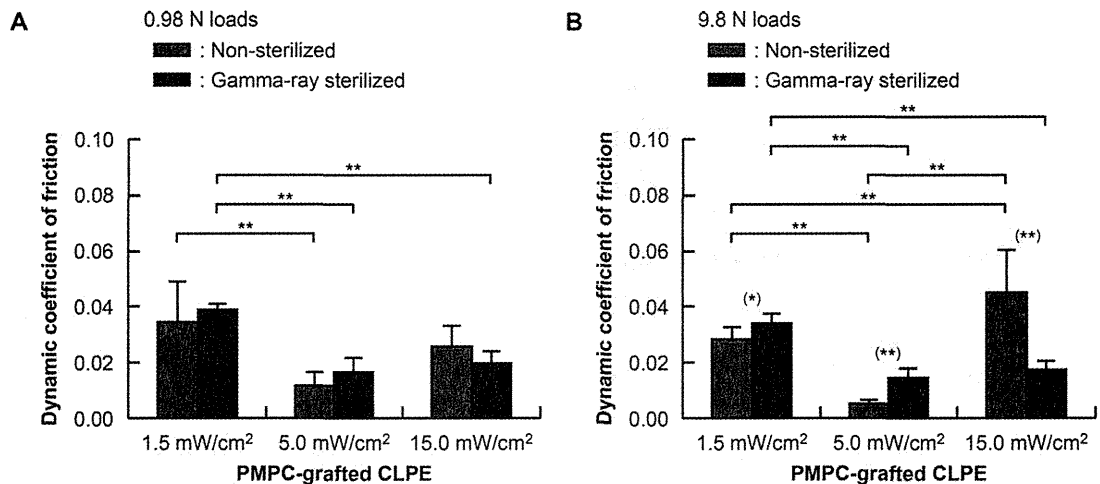 A
0.98 N loads
: Non-sterilized
: Gamma-ray sterilized
Dynamic coefficient of friction
0.10
0.08
0.06
0.04
0.02
0.00
**
**
**
1.5 mW/cm²
5.0 mW/cm²
15.0 mW/cm²
PMPC-grafted CLPE
B
9.8 N loads
: Non-sterilized
: Gamma-ray sterilized
Dynamic coefficient of friction
0.10
0.08
0.06
0.04
0.02
0.00
**
**
**
**
**
(**)
(*)
(**)
1.5 mW/cm²
5.0 mW/cm²
15.0 mW/cm²
PMPC-grafted CLPE